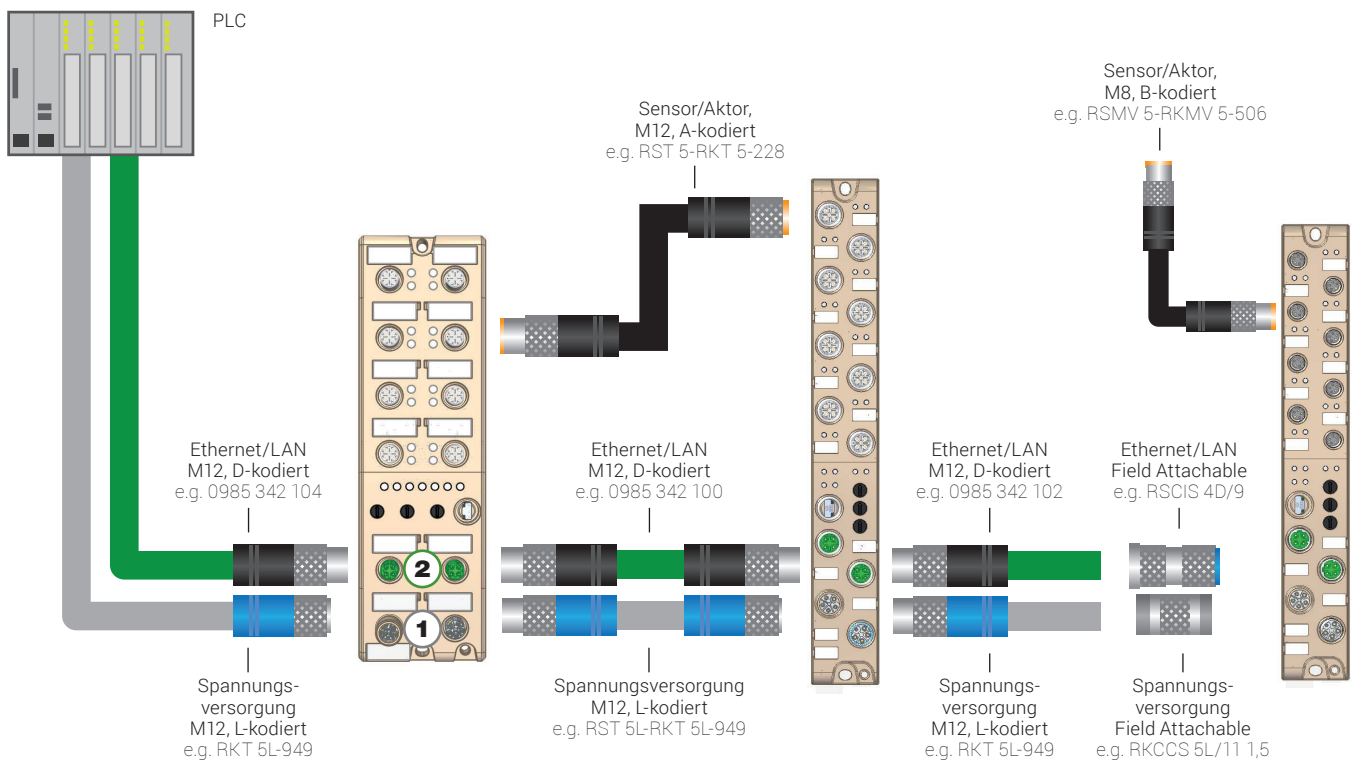 PLC
Sensor/Aktor,
M12, A-kodiert
e.g. RST 5-RKT 5-228
Sensor/Aktor,
M8, B-kodiert
e.g. RSMV 5-RKMV 5-506
Ethernet/LAN
M12, D-kodiert
e.g. 0985 342 104
Ethernet/LAN
M12, D-kodiert
e.g. 0985 342 100
Ethernet/LAN
M12, D-kodiert
e.g. 0985 342 102
Ethernet/LAN
Field Attachable
e.g. RSCIS 4D/9
2
1
Spannungs-
versorgung
M12, L-kodiert
e.g. RKT 5L-949
Spannungsversorgung
M12, L-kodiert
e.g. RST 5L-RKT 5L-949
Spannungs-
versorgung
M12, L-kodiert
e.g. RKT 5L-949
Spannungs-
versorgung
Field Attachable
e.g. RKCCS 5L/11 1,5